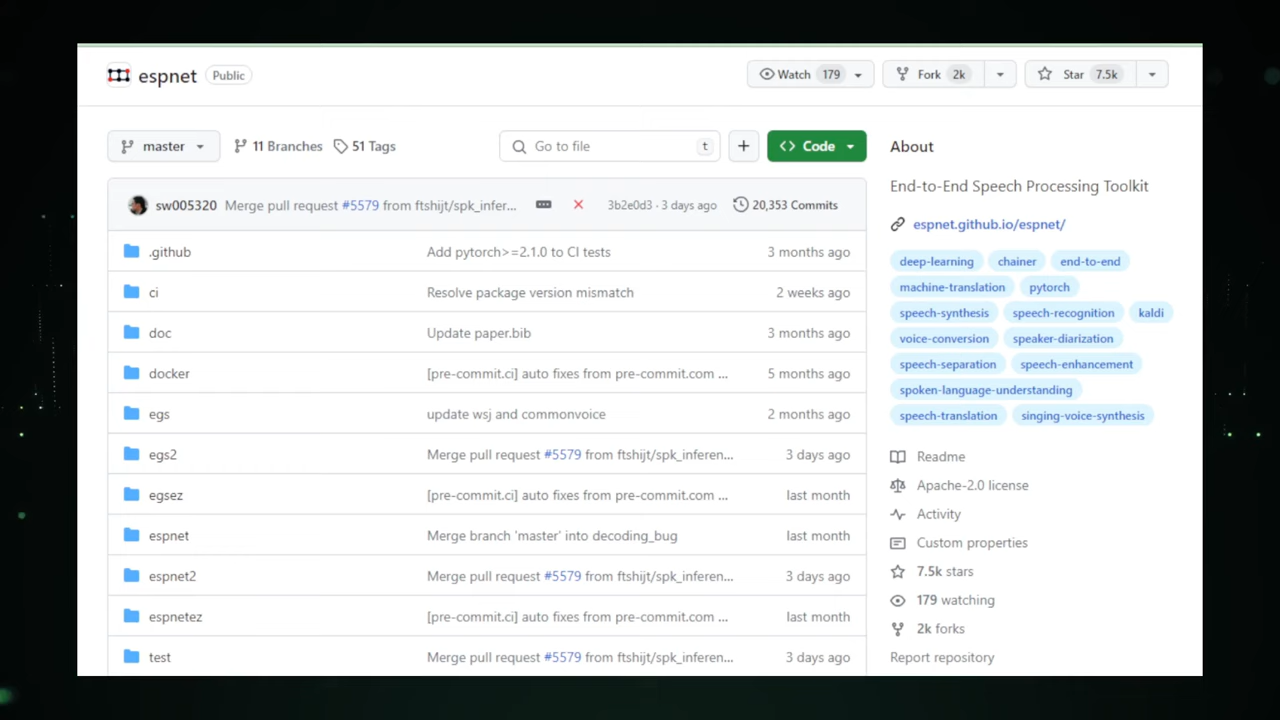 espnet Public Watch 179 Fork 2k Star 7.5k
master 11 Branches 51 Tags Go to file t + <> Code
sw005320 Merge pull request #5579 from ftshijt/spk_infer... 3b2e0d3 · 3 days ago 20,353 Commits
.github Add pytorch>=2.1.0 to CI tests 3 months ago
ci Resolve package version mismatch 2 weeks ago
doc Update paper.bib 3 months ago
docker [pre-commit.ci] auto fixes from pre-commit.com ... 5 months ago
egs update wsj and commonvoice 2 months ago
egs2 Merge pull request #5579 from ftshijt/spk_inferen... 3 days ago
egsez [pre-commit.ci] auto fixes from pre-commit.com ... last month
espnet Merge branch 'master' into decoding_bug last month
espnet2 Merge pull request #5579 from ftshijt/spk_inferen... 3 days ago
espnetez [pre-commit.ci] auto fixes from pre-commit.com ... last month
test Merge pull request #5579 from ftshijt/spk_inferen... 3 days ago
About
End-to-End Speech Processing Toolkit
espnet.github.io/espnet/
deep-learning chainer end-to-end
machine-translation pytorch
speech-synthesis speech-recognition kaldi
voice-conversion speaker-diarization
speech-separation speech-enhancement
spoken-language-understanding
speech-translation singing-voice-synthesis
Readme
Apache-2.0 license
Activity
Custom properties
7.5k stars
179 watching
2k forks
Report repository